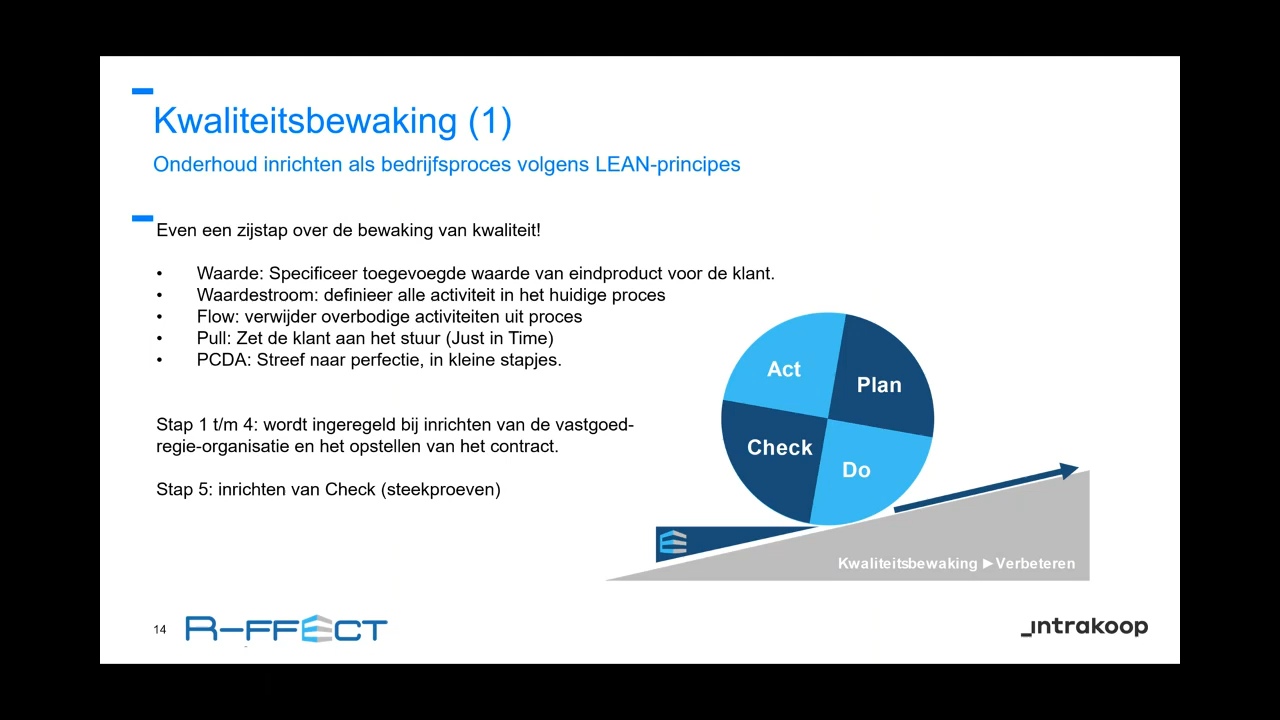 Kwaliteitsbewaking (1)
Onderhoud inrichten als bedrijfsproces volgens LEAN-principes
Even een zijstap over de bewaking van kwaliteit!
• Waarde: Specificeer toegevoegde waarde van eindproduct voor de klant.
• Waardestroom: definieer alle activiteit in het huidige proces
• Flow: verwijder overbodige activiteiten uit proces
• Pull: Zet de klant aan het stuur (Just in Time)
• PCDA: Streef naar perfectie, in kleine stapjes.
Stap 1 t/m 4: wordt ingeregeld bij inrichten van de vastgoed-
regie-organisatie en het opstellen van het contract.
Stap 5: inrichten van Check (steekproeven)
Act
Plan
Check
Do
Kwaliteitsbewaking ►Verbeteren
14
R-FFECT
_intrakoop